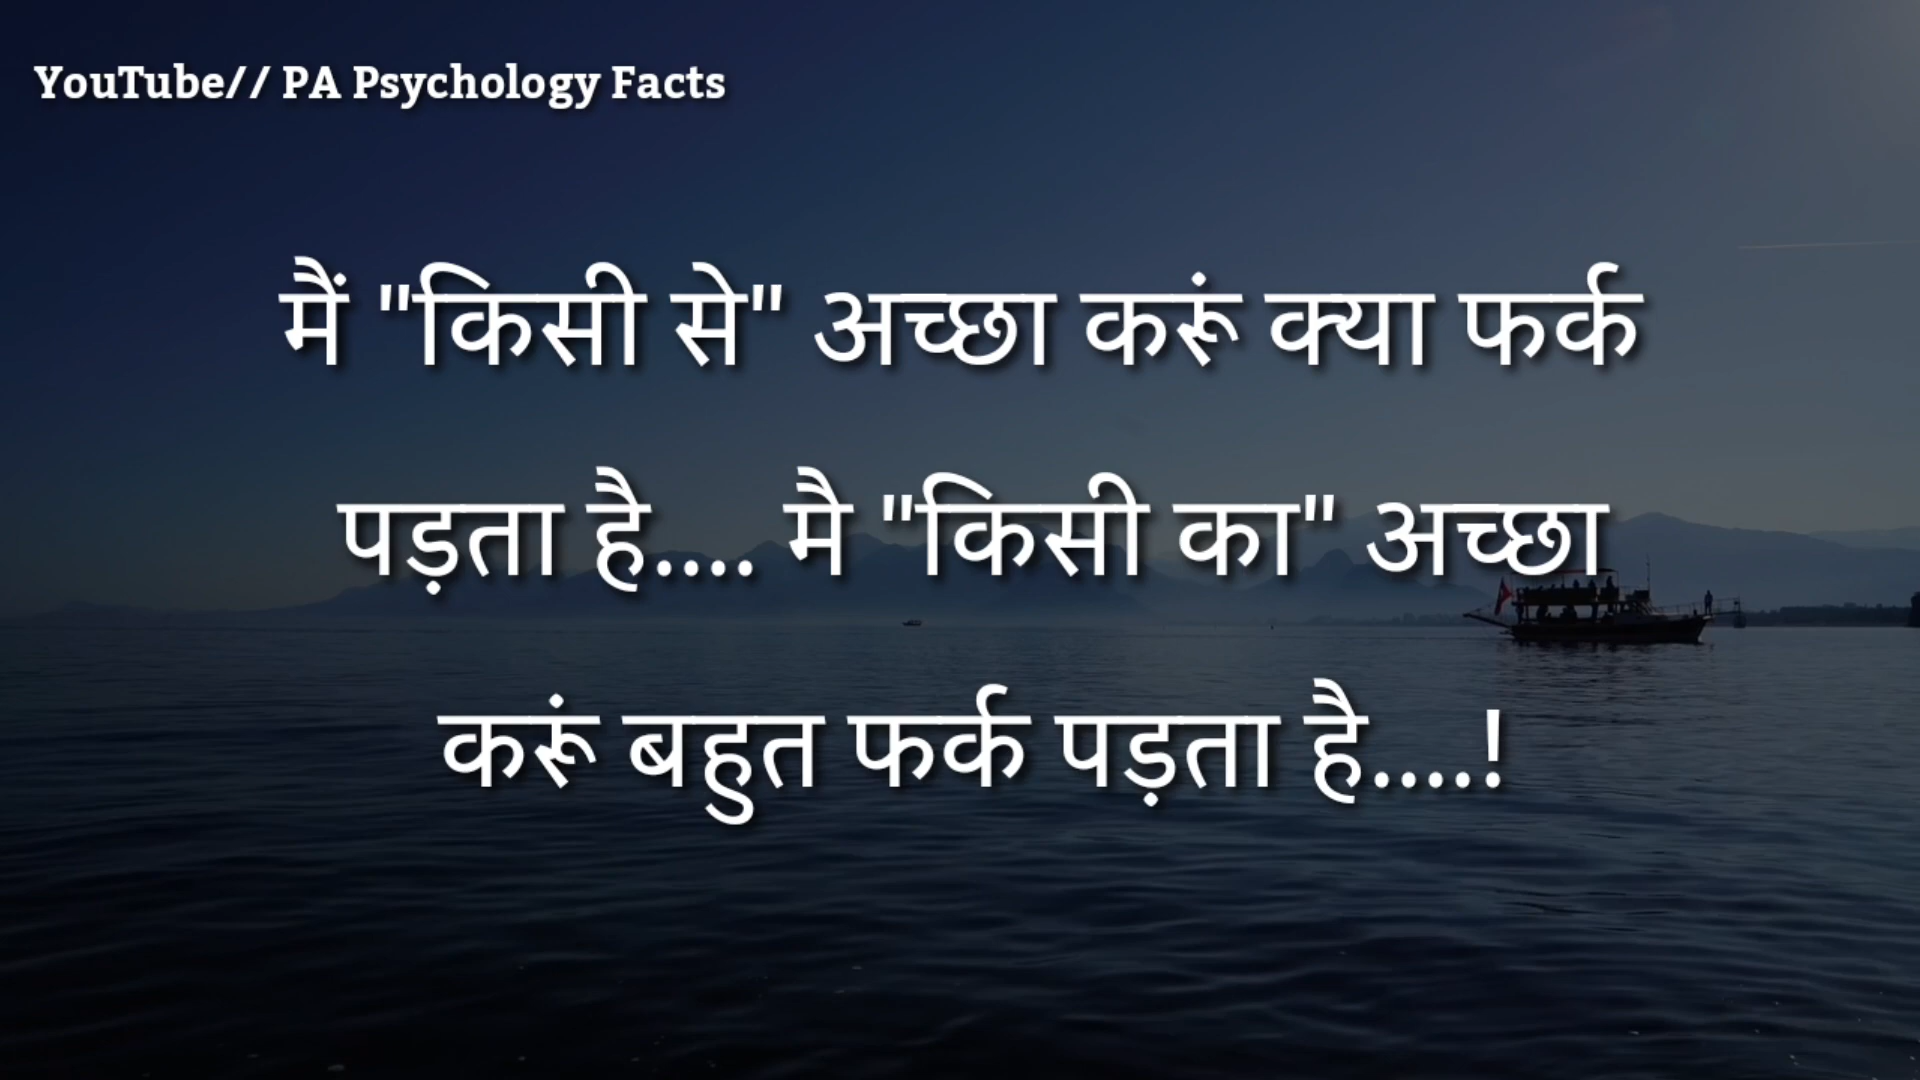 YouTube// PA Psychology Facts
मैं "किसी से" अच्छा करूं क्या फर्क
पड़ता है.... मै "किसी का" अच्छा
करूं बहुत फर्क पड़ता है....!